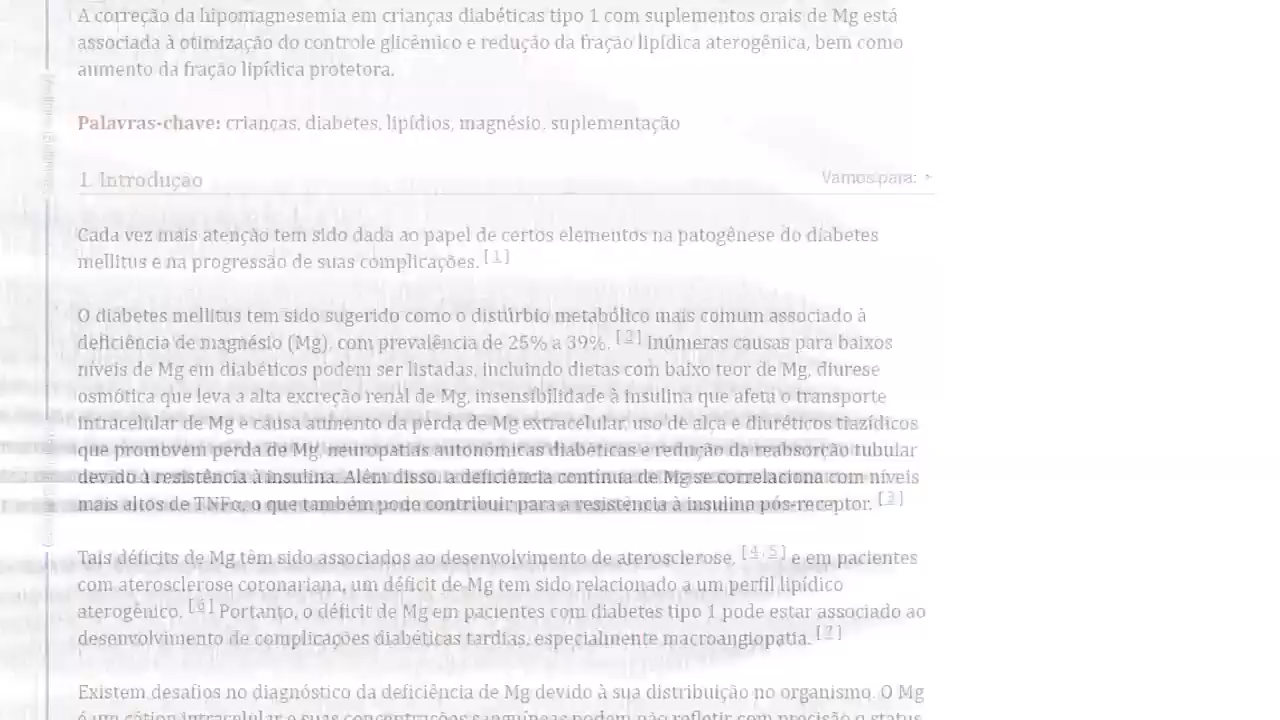 A correção da hipomagnesemia em crianças diabéticas tipo 1 com suplementos orais de Mg está
associada à otimização do controle glicêmico e redução da fração lipídica aterogênica, bem como
aumento da fração lipídica protetora.
Palavras-chave: crianças, diabetes, lipídios, magnésio, suplementação
1. Introdução
Vamos para:
Cada vez mais atenção tem sido dada ao papel de certos elementos na patogênese do diabetes
mellitus e na progressão de suas complicações. [1]
O diabetes mellitus tem sido sugerido como o distúrbio metabólico mais comum associado à
deficiência de magnésio (Mg), com prevalência de 25% a 39%. [2] Inúmeras causas para baixos
níveis de Mg em diabéticos podem ser listadas, incluindo dietas com baixo teor de Mg, diurese
osmótica que leva a alta excreção renal de Mg, insensibilidade à insulina que afeta o transporte
intracelular de Mg e causa aumento da perda de Mg extracelular, uso de alça e diuréticos tiazídicos
que promovem perda de Mg, neuropatias autonômicas diabéticas e redução da reabsorção tubular
devido à resistência à insulina. Além disso, a deficiência contínua de Mg se correlaciona com níveis
mais altos de TNFα, o que também pode contribuir para a resistência à insulina pós-receptor. [3]
Tais déficits de Mg têm sido associados ao desenvolvimento de aterosclerose, [4,5] e em pacientes
com aterosclerose coronariana, um déficit de Mg tem sido relacionado a um perfil lipídico
aterogênico. [6] Portanto, o déficit de Mg em pacientes com diabetes tipo 1 pode estar associado ao
desenvolvimento de complicações diabéticas tardias, especialmente macroangiopatia. [7]
Existem desafios no diagnóstico da deficiência de Mg devido à sua distribuição no organismo. O Mg
é um cátion intracelular e suas concentrações sanguíneas podem não refletir com precisão o status